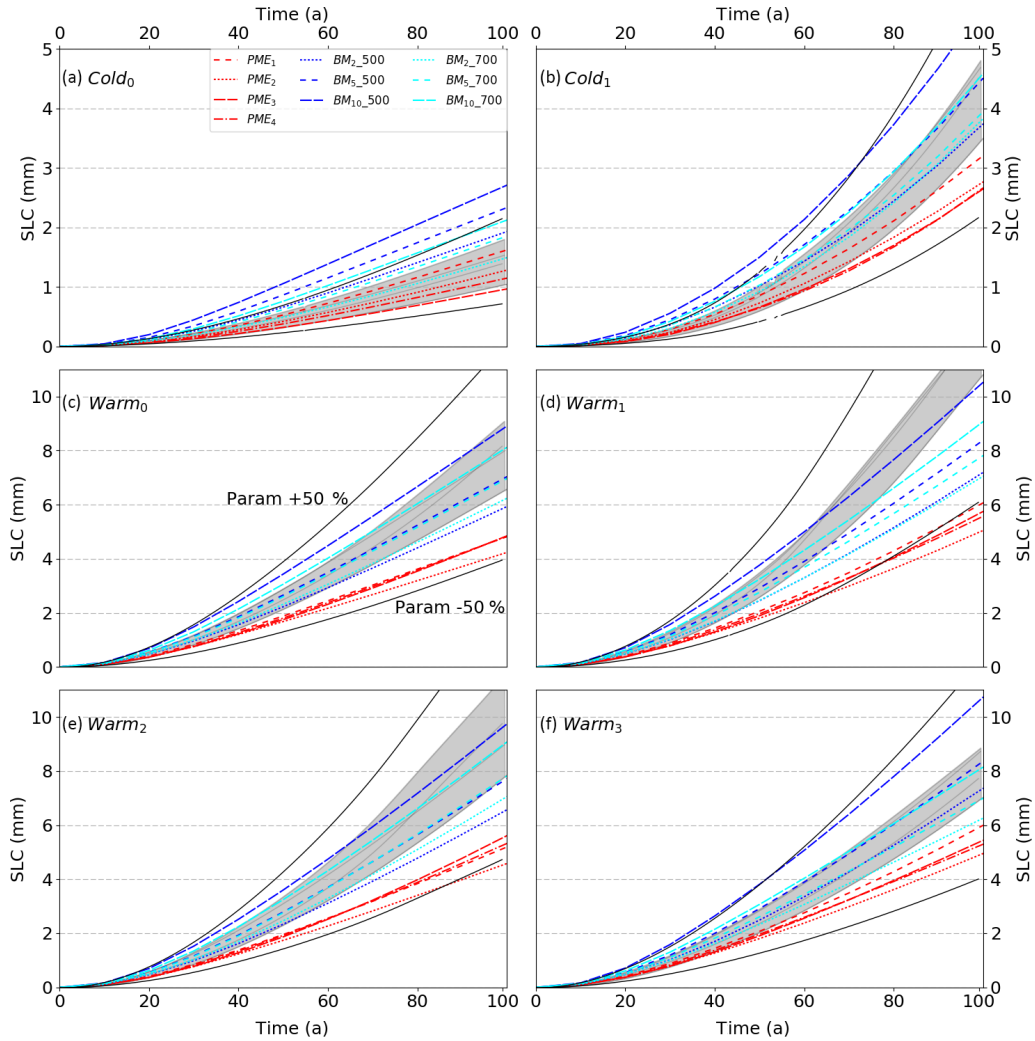 Time (a)
Time (a)
0
20
40
60
80
100
0
20
40
60
80
100
5
4
3
2
1
0
SLC (mm)
(a) Cold₀
PME₁
PME₂
PME₃
PME₄
BM₂_500
BM₅_500
BM₁₀_500
BM₂_700
BM₅_700
BM₁₀_700
(b) Cold₁
5
4
3
2
1
0
SLC (mm)
10
8
6
4
2
0
SLC (mm)
(c) Warm₀
Param +50 %
Param -50 %
(d) Warm₁
10
8
6
4
2
0
SLC (mm)
10
8
6
4
2
0
SLC (mm)
(e) Warm₂
(f) Warm₃
10
8
6
4
2
0
SLC (mm)
0
20
40
60
80
100
0
20
40
60
80
100
Time (a)
Time (a)